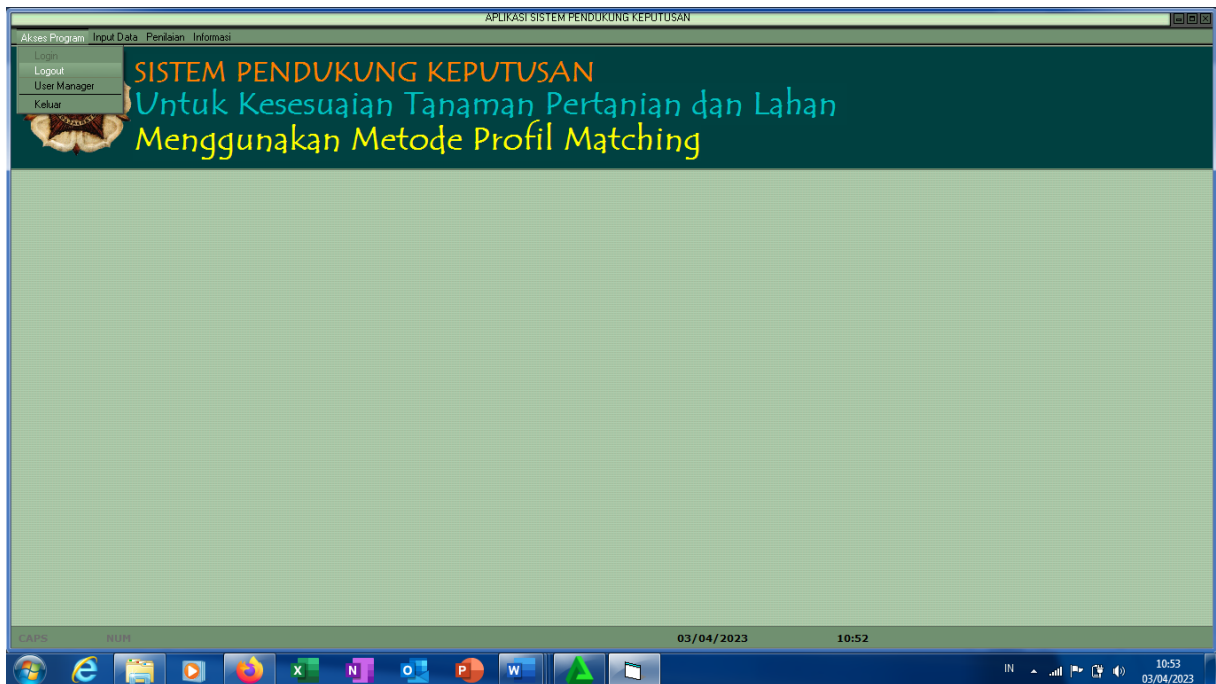 APLIKASI SISTEM PENDUKUNG KEPUTUSAN
Akses Program Input Data Penilaian Informasi
Login
Logout
User Manager
Keluar
SISTEM PENDUKUNG KEPUTUSAN
Untuk Kesesuaian Tanaman Pertanian dan Lahan
Menggunakan Metode Profil Matching
CAPS NUM 03/04/2023 10:52
IN 10:53
03/04/2023